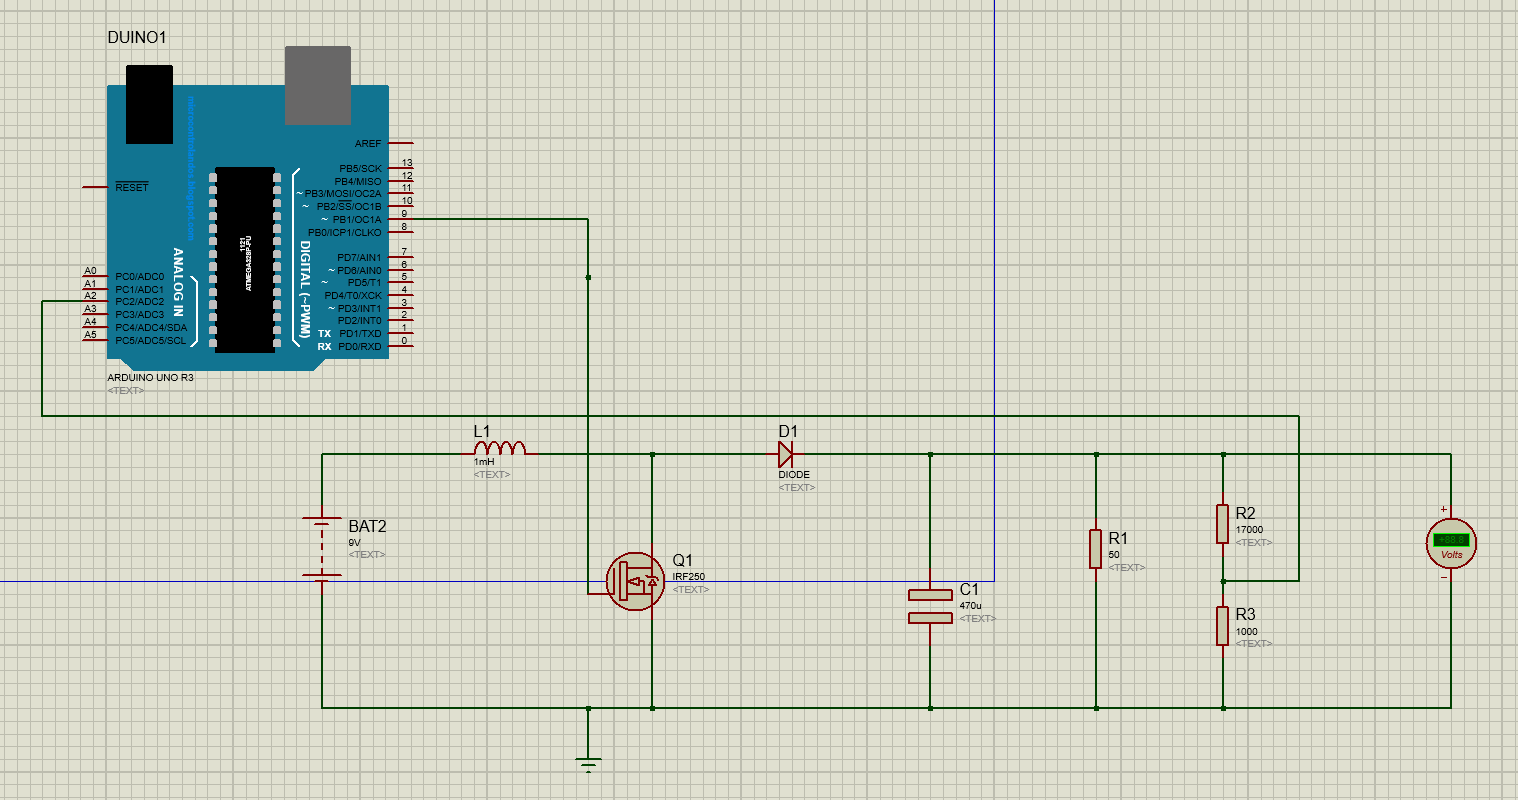 DUINO1
microcontrolandos.blogspot.com
AREF
13
PB5/SCK
12
PB4/MISO
11
~ PB3/MOSI/OC2A
10
~ PB2/SS/OC1B
9
~ PB1/OC1A
8
PB0/ICP1/CLKO
RESET
7
PD7/AIN1
6
~ PD6/AIN0
5
~ PD5/T1
4
PD4/T0/XCK
3
~ PD3/INT1
2
PD2/INT0
1
TX PD1/TXD
0
RX PD0/RXD
DIGITAL (~PWM)
ANALOG IN
1121
ATMEGA328P-PU
A0
PC0/ADC0
A1
PC1/ADC1
A2
PC2/ADC2
A3
PC3/ADC3
A4
PC4/ADC4/SDA
A5
PC5/ADC5/SCL
ARDUINO UNO R3
<TEXT>
L1
1mH
<TEXT>
D1
DIODE
<TEXT>
BAT2
9V
<TEXT>
Q1
IRF250
<TEXT>
C1
470u
<TEXT>
R1
50
<TEXT>
R2
17000
<TEXT>
R3
1000
<TEXT>
+
+88.8
Volts
−